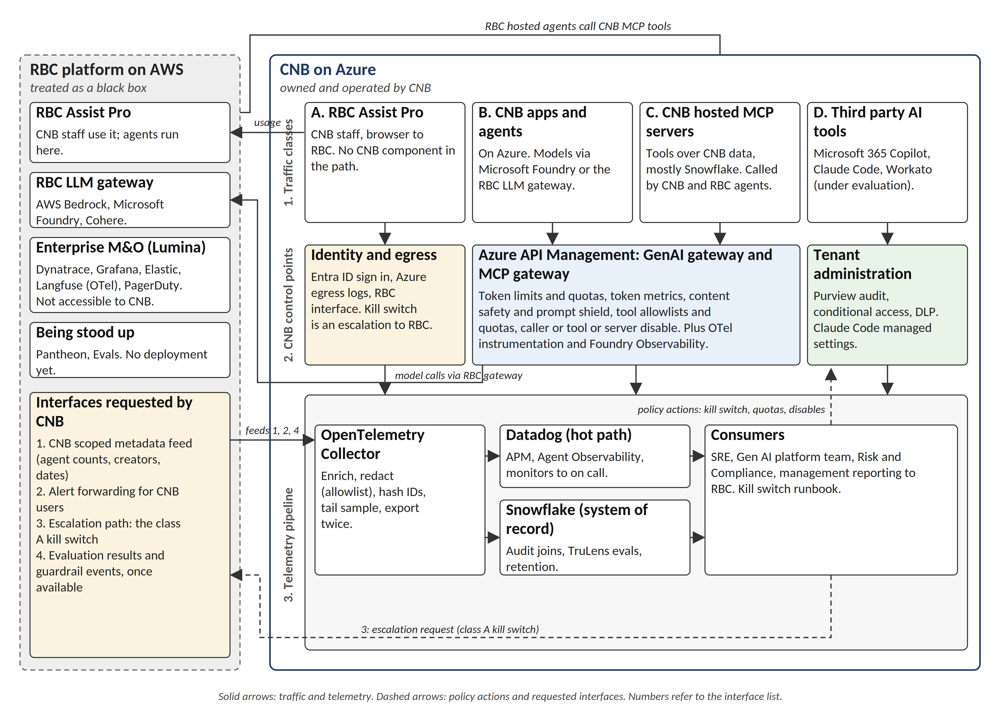 RBC hosted agents call CNB MCP tools
RBC platform on AWS
treated as a black box
RBC Assist Pro
CNB staff use it; agents run
here.
RBC LLM gateway
AWS Bedrock, Microsoft
Foundry, Cohere.
Enterprise M&O (Lumina)
Dynatrace, Grafana, Elastic,
Langfuse (OTel), PagerDuty.
Not accessible to CNB.
Being stood up
Pantheon, Evals. No deployment
yet.
Interfaces requested by
CNB
1. CNB scoped metadata feed
(agent counts, creators,
dates)
2. Alert forwarding for CNB
users
3. Escalation path: the class
A kill switch
4. Evaluation results and
guardrail events, once
available
usage
feeds 1, 2, 4
CNB on Azure
owned and operated by CNB
1. Traffic classes
A. RBC Assist Pro
CNB staff, browser to
RBC. No CNB component in
the path.
B. CNB apps and
agents
On Azure. Models via
Microsoft Foundry or the
RBC LLM gateway.
C. CNB hosted MCP
servers
Tools over CNB data,
mostly Snowflake. Called
by CNB and RBC agents.
D. Third party AI
tools
Microsoft 365 Copilot,
Claude Code, Workato
(under evaluation).
2. CNB control points
Identity and egress
Entra ID sign in, Azure
egress logs, RBC
interface. Kill switch
is an escalation to RBC.
Azure API Management: GenAI gateway and
MCP gateway
Token limits and quotas, token metrics, content
safety and prompt shield, tool allowlists and
quotas, caller or tool or server disable. Plus OTel
instrumentation and Foundry Observability.
Tenant
administration
Purview audit,
conditional access, DLP.
Claude Code managed
settings.
model calls via RBC gateway
policy actions: kill switch, quotas, disables
3. Telemetry pipeline
OpenTelemetry
Collector
Enrich, redact
(allowlist), hash IDs,
tail sample, export
twice.
Datadog (hot path)
APM, Agent Observability,
monitors to on call.
Snowflake (system of
record)
Audit joins, TruLens evals,
retention.
Consumers
SRE, Gen AI platform team, Risk and
Compliance, management reporting to
RBC. Kill switch runbook.
3: escalation request (class A kill switch)
Solid arrows: traffic and telemetry. Dashed arrows: policy actions and requested interfaces. Numbers refer to the interface list.